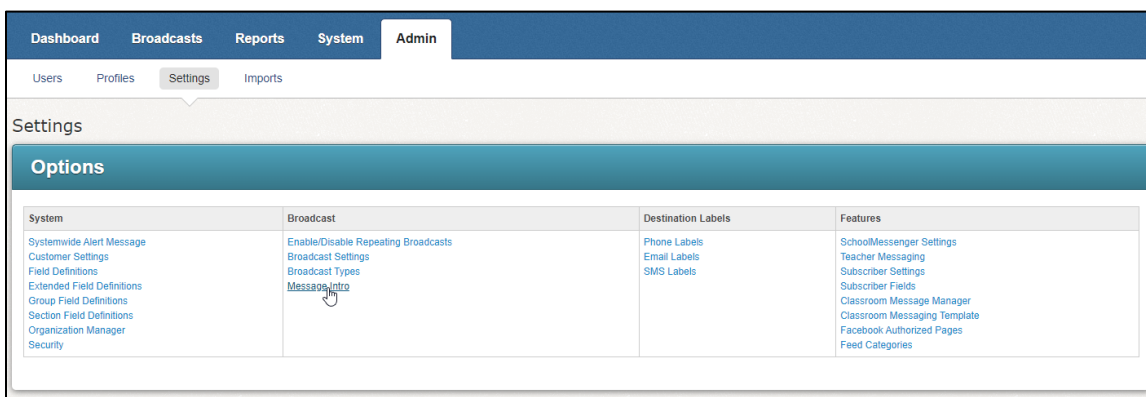 Dashboard Broadcasts Reports System Admin
Users Profiles Settings Imports
Settings
Options
System Broadcast Destination Labels Features
Systemwide Alert Message Enable/Disable Repeating Broadcasts Phone Labels SchoolMessenger Settings
Customer Settings Broadcast Settings Email Labels Teacher Messaging
Field Definitions Broadcast Types SMS Labels Subscriber Settings
Extended Field Definitions Message Intro Subscriber Fields
Group Field Definitions Classroom Message Manager
Section Field Definitions Classroom Messaging Template
Organization Manager Facebook Authorized Pages
Security Feed Categories